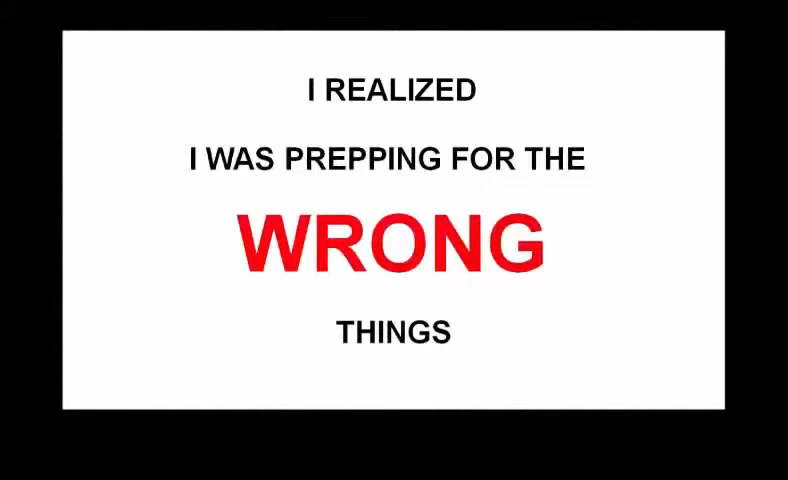 I REALIZED
I WAS PREPPING FOR THE
WRONG
THINGS